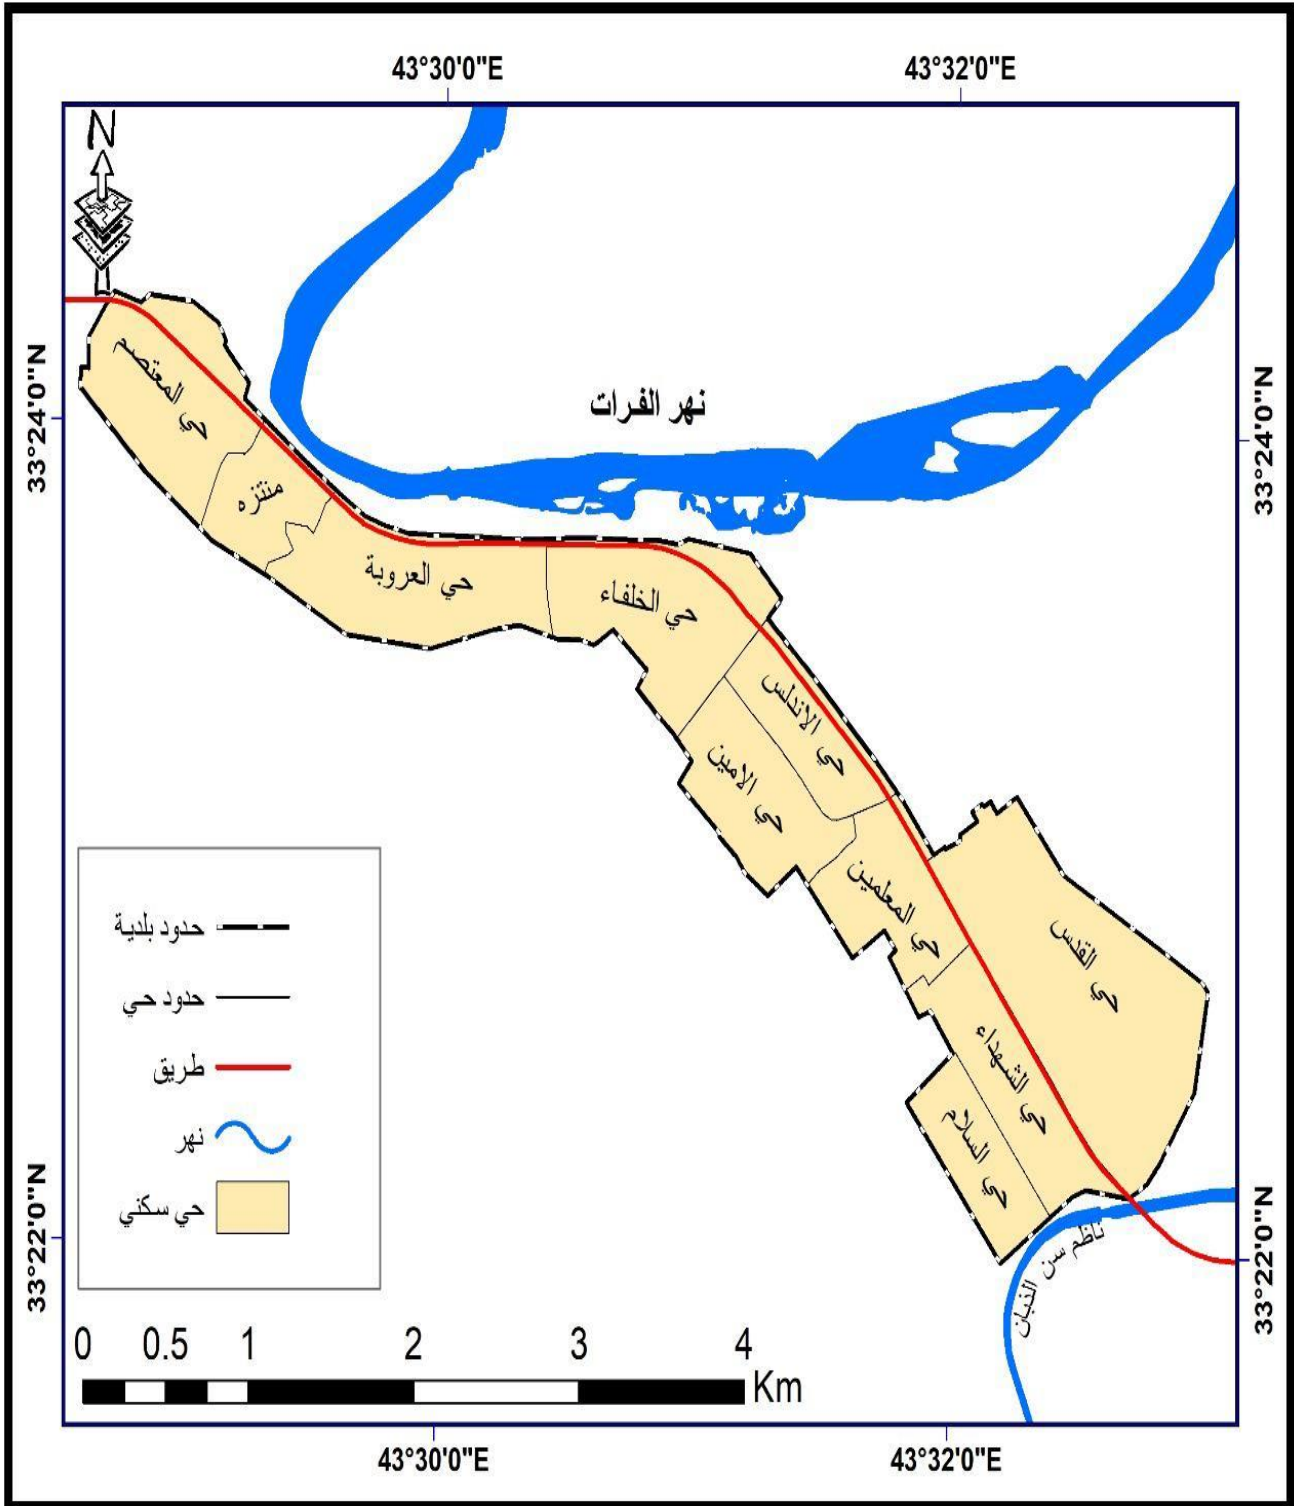 43°30'0"E
43°32'0"E
N
33°24'0"N
33°24'0"N
نهر الفرات
حي المعتصم
منتزه
حي العروبة
حي الخلفاء
حي الاندلس
حي الامين
حي المعلمين
حي القدس
حي الشهداء
حي السلام
ناظم سن الذبان
حدود بلدية
حدود حي
طريق
نهر
حي سكني
33°22'0"N
33°22'0"N
0 0.5 1 2 3 4
Km
43°30'0"E
43°32'0"E